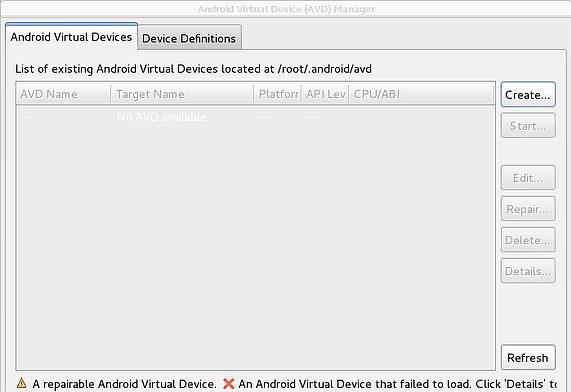 Android Virtual Device (AVD) Manager
Android Virtual Devices Device Definitions
List of existing Android Virtual Devices located at /root/.android/avd
AVD Name Target Name Platforr API Lev CPU/ABI
-- No AVD available -- --
Create...
Start...
Edit...
Repair...
Delete...
Details...
Refresh
A repairable Android Virtual Device. An Android Virtual Device that failed to load. Click 'Details' to